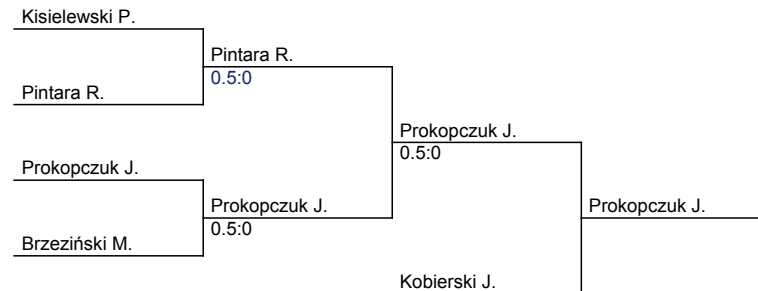 Kisielewski P.
Pintara R.
0.5:0
Pintara R.
Prokopczuk J.
0.5:0
Prokopczuk J.
Prokopczuk J.
0.5:0
Prokopczuk J.
Brzeziński M.
Kobierski J.